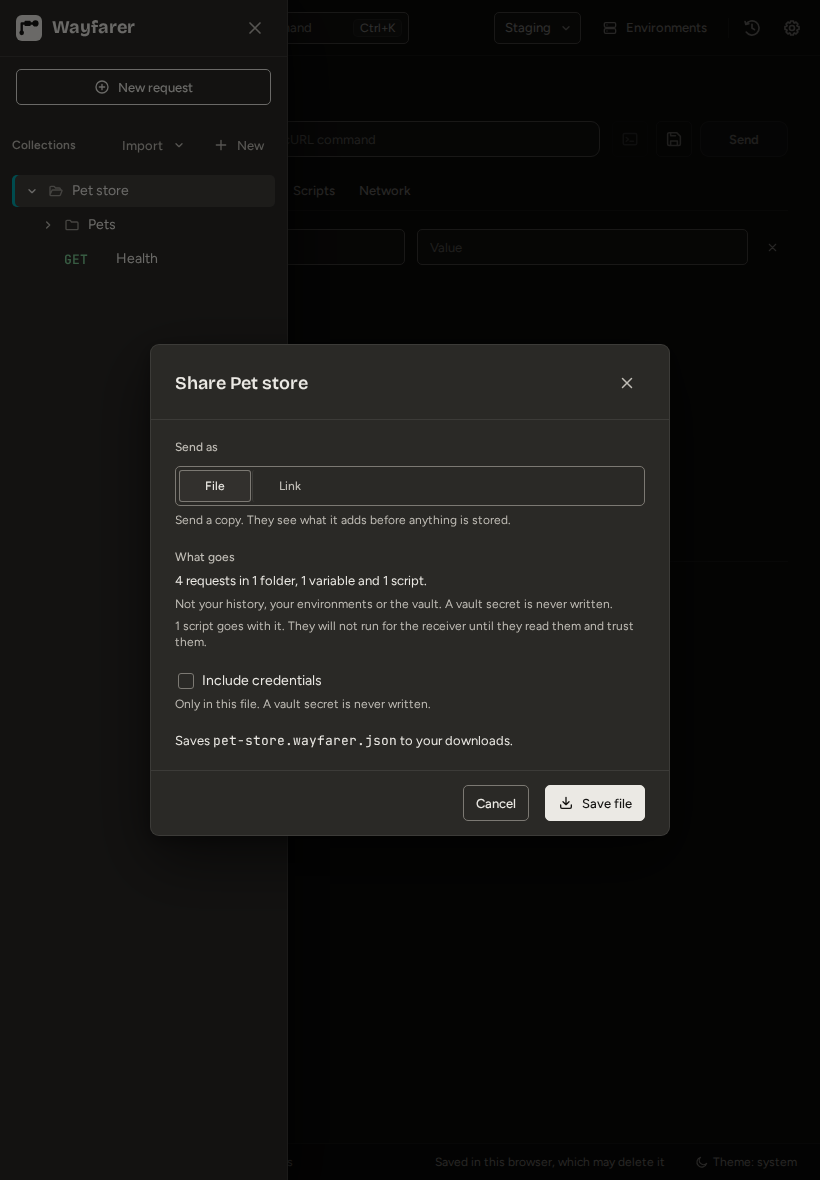 Wayfarer
Ctrl+K
Staging
Environments
New request
Collections
Import
New
cURL command
Send
Pet store
Scripts
Network
Pets
Value
GET
Health
Share Pet store
Send as
File
Link
Send a copy. They see what it adds before anything is stored.
What goes
4 requests in 1 folder, 1 variable and 1 script.
Not your history, your environments or the vault. A vault secret is never written.
1 script goes with it. They will not run for the receiver until they read them and trust
them.
Include credentials
Only in this file. A vault secret is never written.
Saves pet-store.wayfarer.json to your downloads.
Cancel
Save file
Saved in this browser, which may delete it
Theme: system